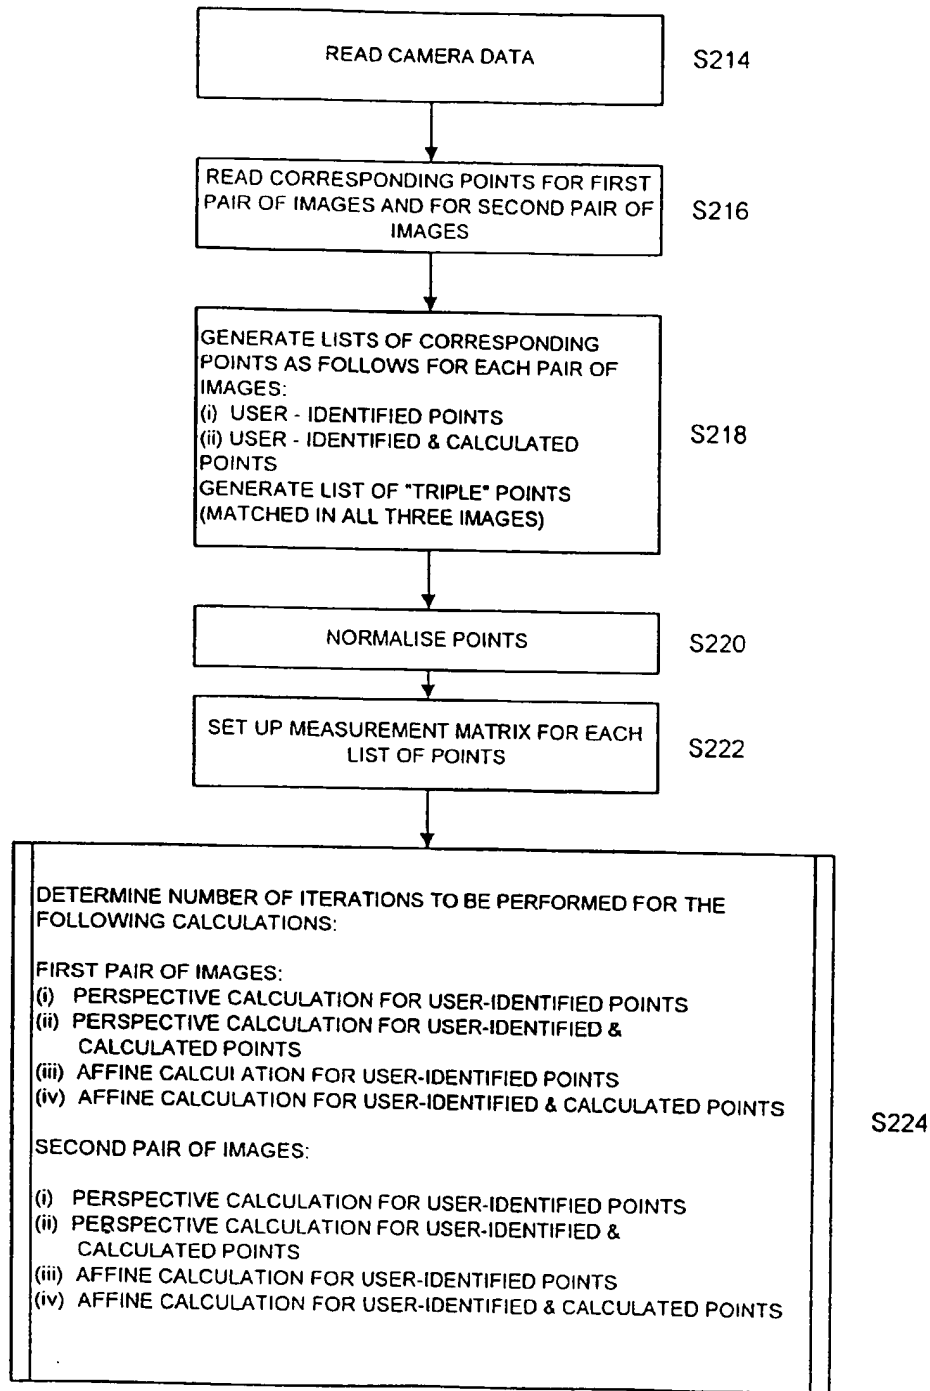 READ CAMERA DATA
S214
READ CORRESPONDING POINTS FOR FIRST
PAIR OF IMAGES AND FOR SECOND PAIR OF
IMAGES
S216
GENERATE LISTS OF CORRESPONDING
POINTS AS FOLLOWS FOR EACH PAIR OF
IMAGES:
(i) USER - IDENTIFIED POINTS
(ii) USER - IDENTIFIED & CALCULATED
POINTS
GENERATE LIST OF "TRIPLE" POINTS
(MATCHED IN ALL THREE IMAGES)
S218
NORMALISE POINTS
S220
SET UP MEASUREMENT MATRIX FOR EACH
LIST OF POINTS
S222
DETERMINE NUMBER OF ITERATIONS TO BE PERFORMED FOR THE
FOLLOWING CALCULATIONS:
FIRST PAIR OF IMAGES:
(i) PERSPECTIVE CALCULATION FOR USER-IDENTIFIED POINTS
(ii) PERSPECTIVE CALCULATION FOR USER-IDENTIFIED &
CALCULATED POINTS
(iii) AFFINE CALCULATION FOR USER-IDENTIFIED POINTS
(iv) AFFINE CALCULATION FOR USER-IDENTIFIED & CALCULATED POINTS
SECOND PAIR OF IMAGES:
(i) PERSPECTIVE CALCULATION FOR USER-IDENTIFIED POINTS
(ii) PERSPECTIVE CALCULATION FOR USER-IDENTIFIED &
CALCULATED POINTS
(iii) AFFINE CALCULATION FOR USER-IDENTIFIED POINTS
(iv) AFFINE CALCULATION FOR USER-IDENTIFIED & CALCULATED POINTS
S224